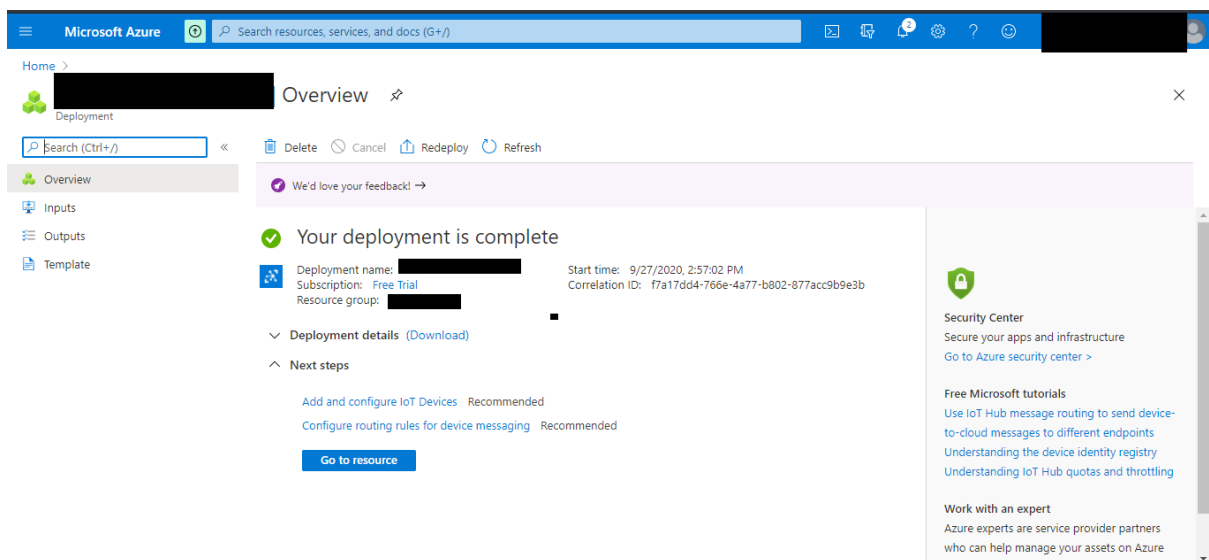 Microsoft Azure
Search resources, services, and docs (G+/)
2
Home >
Overview
Deployment
Search (Ctrl+/)
«
Delete Cancel Redeploy Refresh
Overview
Inputs
Outputs
Template
We'd love your feedback! →
Your deployment is complete
Deployment name:
Subscription: Free Trial
Resource group:
Start time: 9/27/2020, 2:57:02 PM
Correlation ID: f7a17dd4-766e-4a77-b802-877acc9b9e3b
Deployment details (Download)
Next steps
Add and configure IoT Devices Recommended
Configure routing rules for device messaging Recommended
Go to resource
Security Center
Secure your apps and infrastructure
Go to Azure security center >
Free Microsoft tutorials
Use IoT Hub message routing to send device-
to-cloud messages to different endpoints
Understanding the device identity registry
Understanding IoT Hub quotas and throttling
Work with an expert
Azure experts are service provider partners
who can help manage your assets on Azure